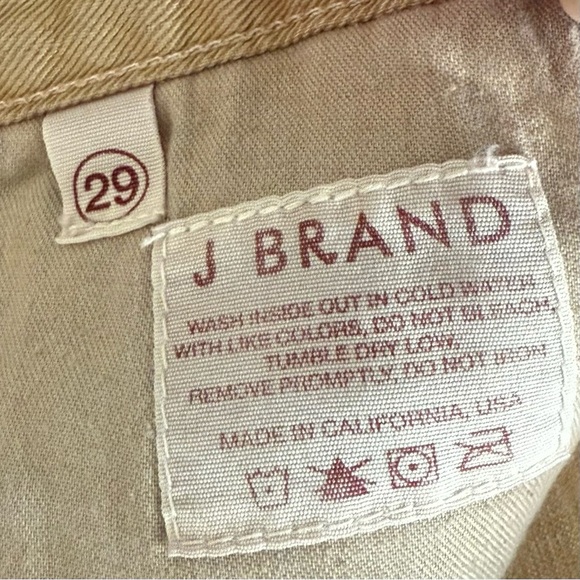 29
J BRAND
WASH INSIDE OUT IN COLD WATER
WITH LIKE COLORS, DO NOT BLEACH,
TUMBLE DRY LOW,
REMOVE PROMPTLY, DO NOT IRON
MADE IN CALIFORNIA, USA